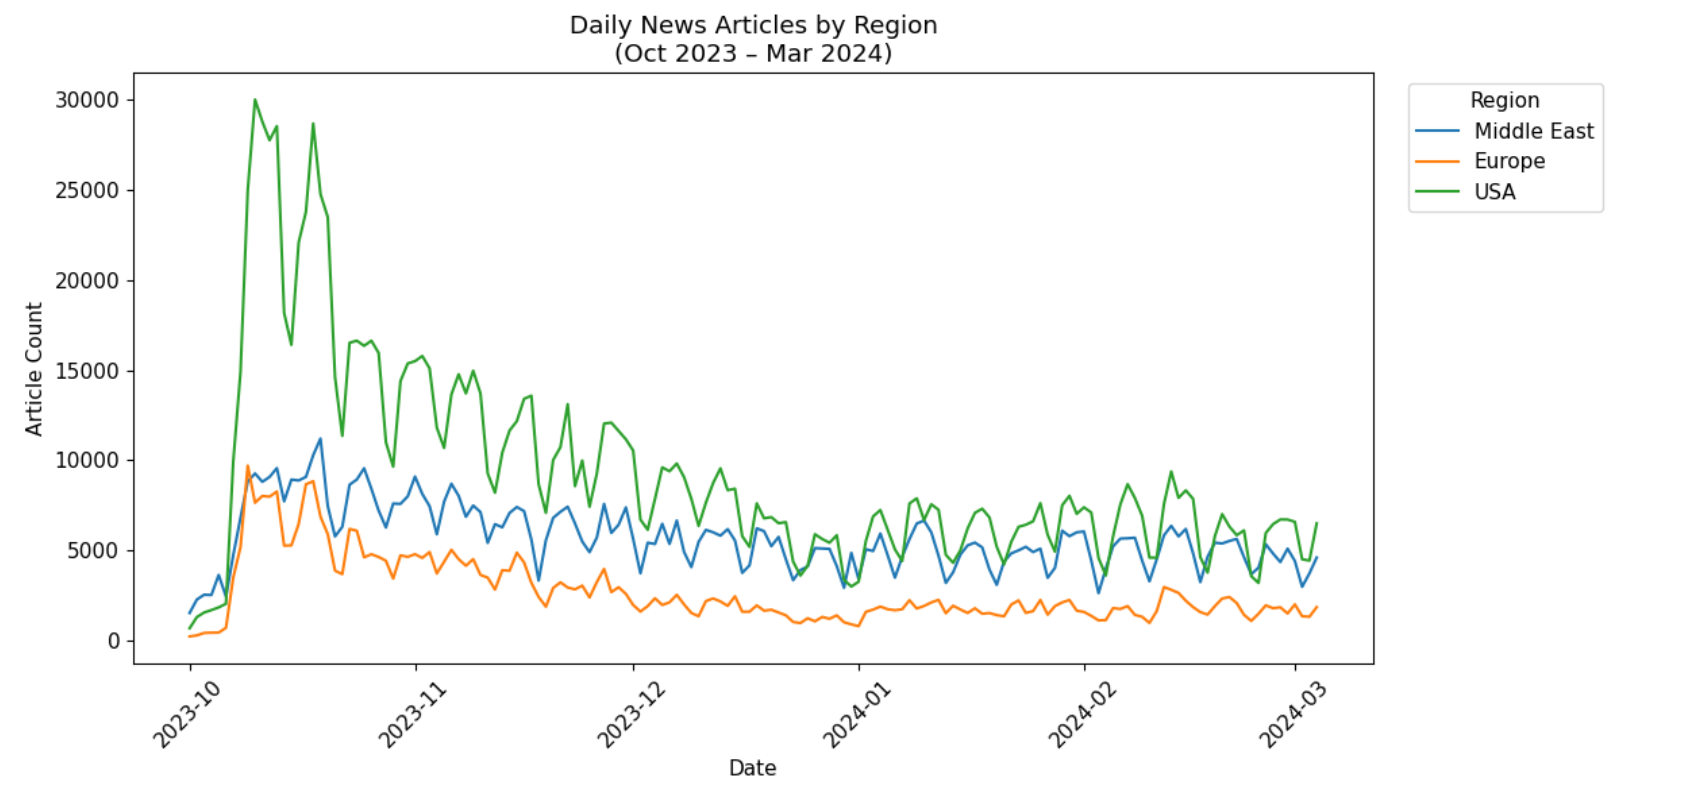 Daily News Articles by Region
(Oct 2023 – Mar 2024)
30000
25000
20000
15000
10000
5000
0
Article Count
2023-10
2023-11
2023-12
2024-01
2024-02
2024-03
Date
Region
Middle East
Europe
USA